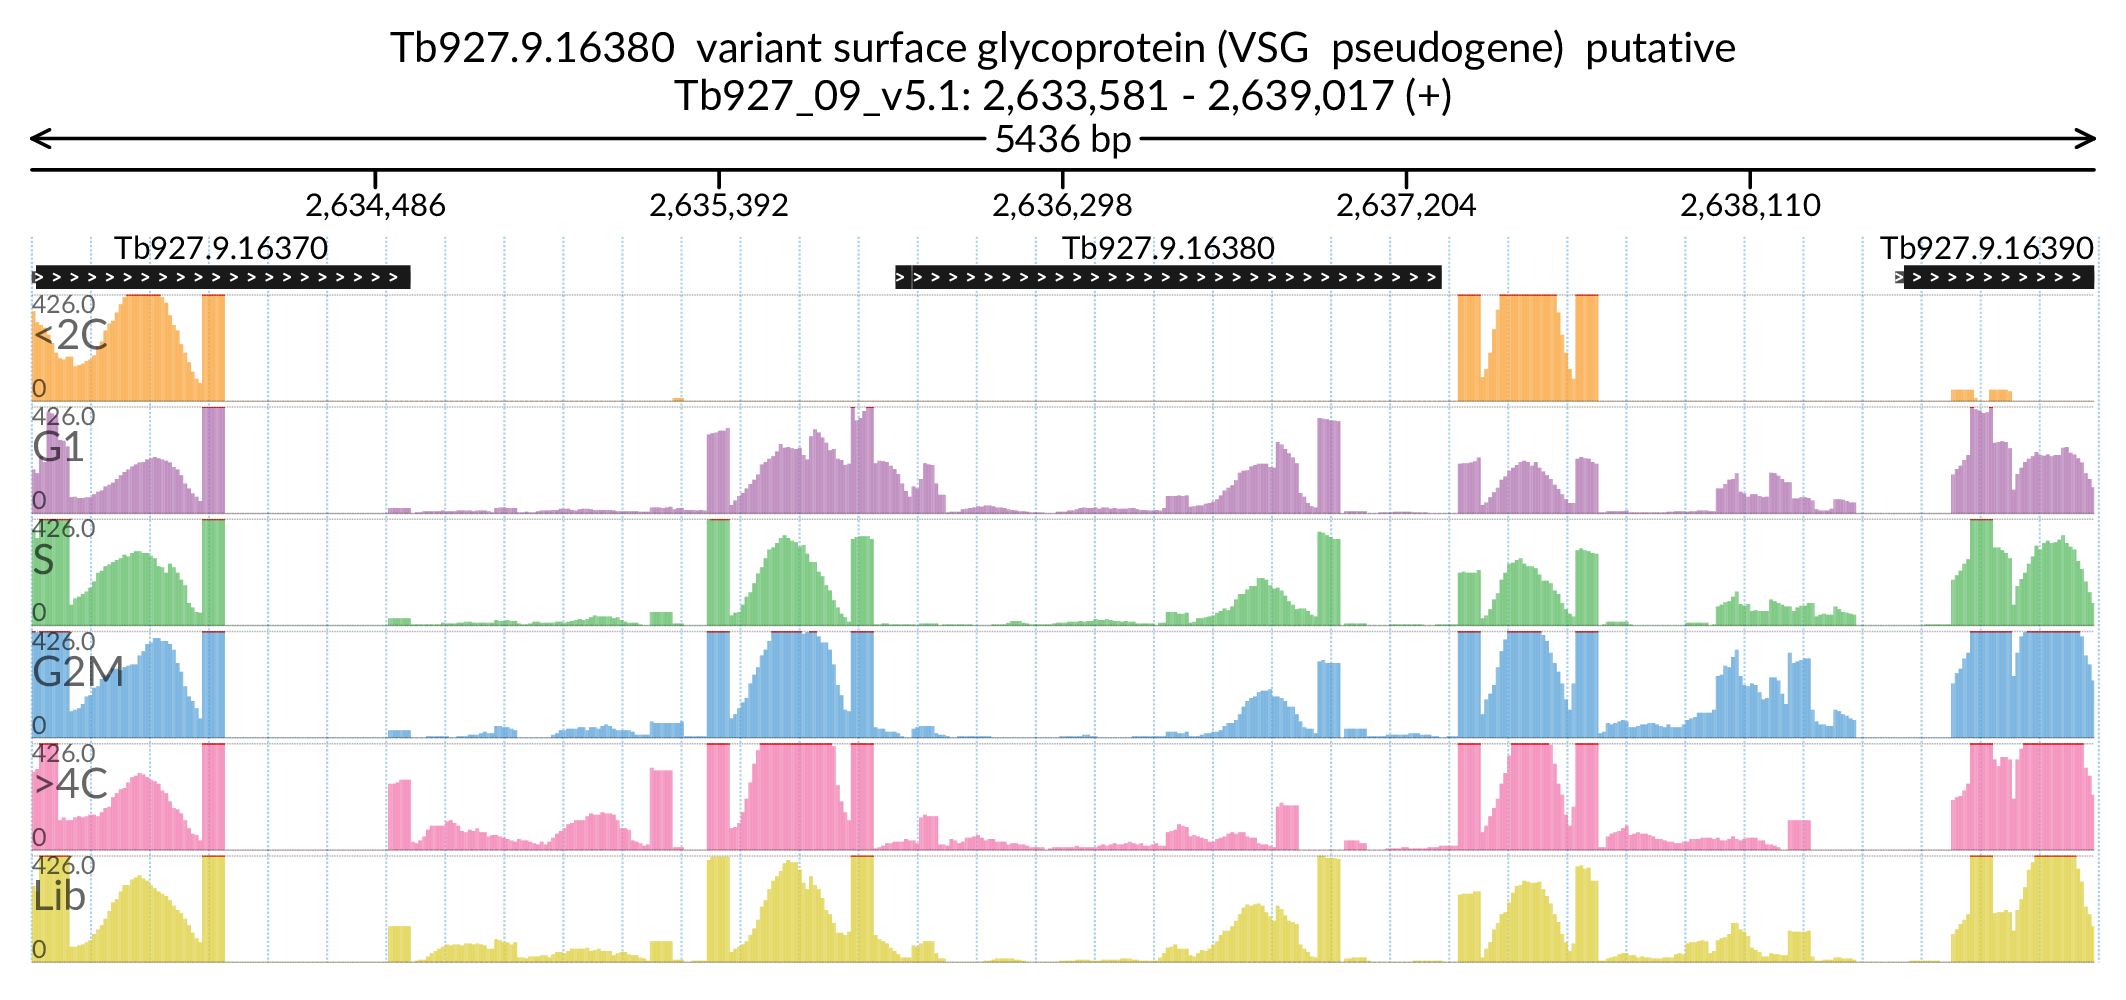 Tb927.9.16380  variant surface glycoprotein (VSG  pseudogene)  putative
Tb927_09_v5.1: 2,633,581 - 2,639,017 (+)
5436 bp
2,634,486 2,635,392 2,636,298 2,637,204 2,638,110
Tb927.9.16370 Tb927.9.16380 Tb927.9.16390
426.0
<2C
0
426.0
G1
0
426.0
S
0
426.0
G2M
0
426.0
>4C
0
426.0
Lib
0